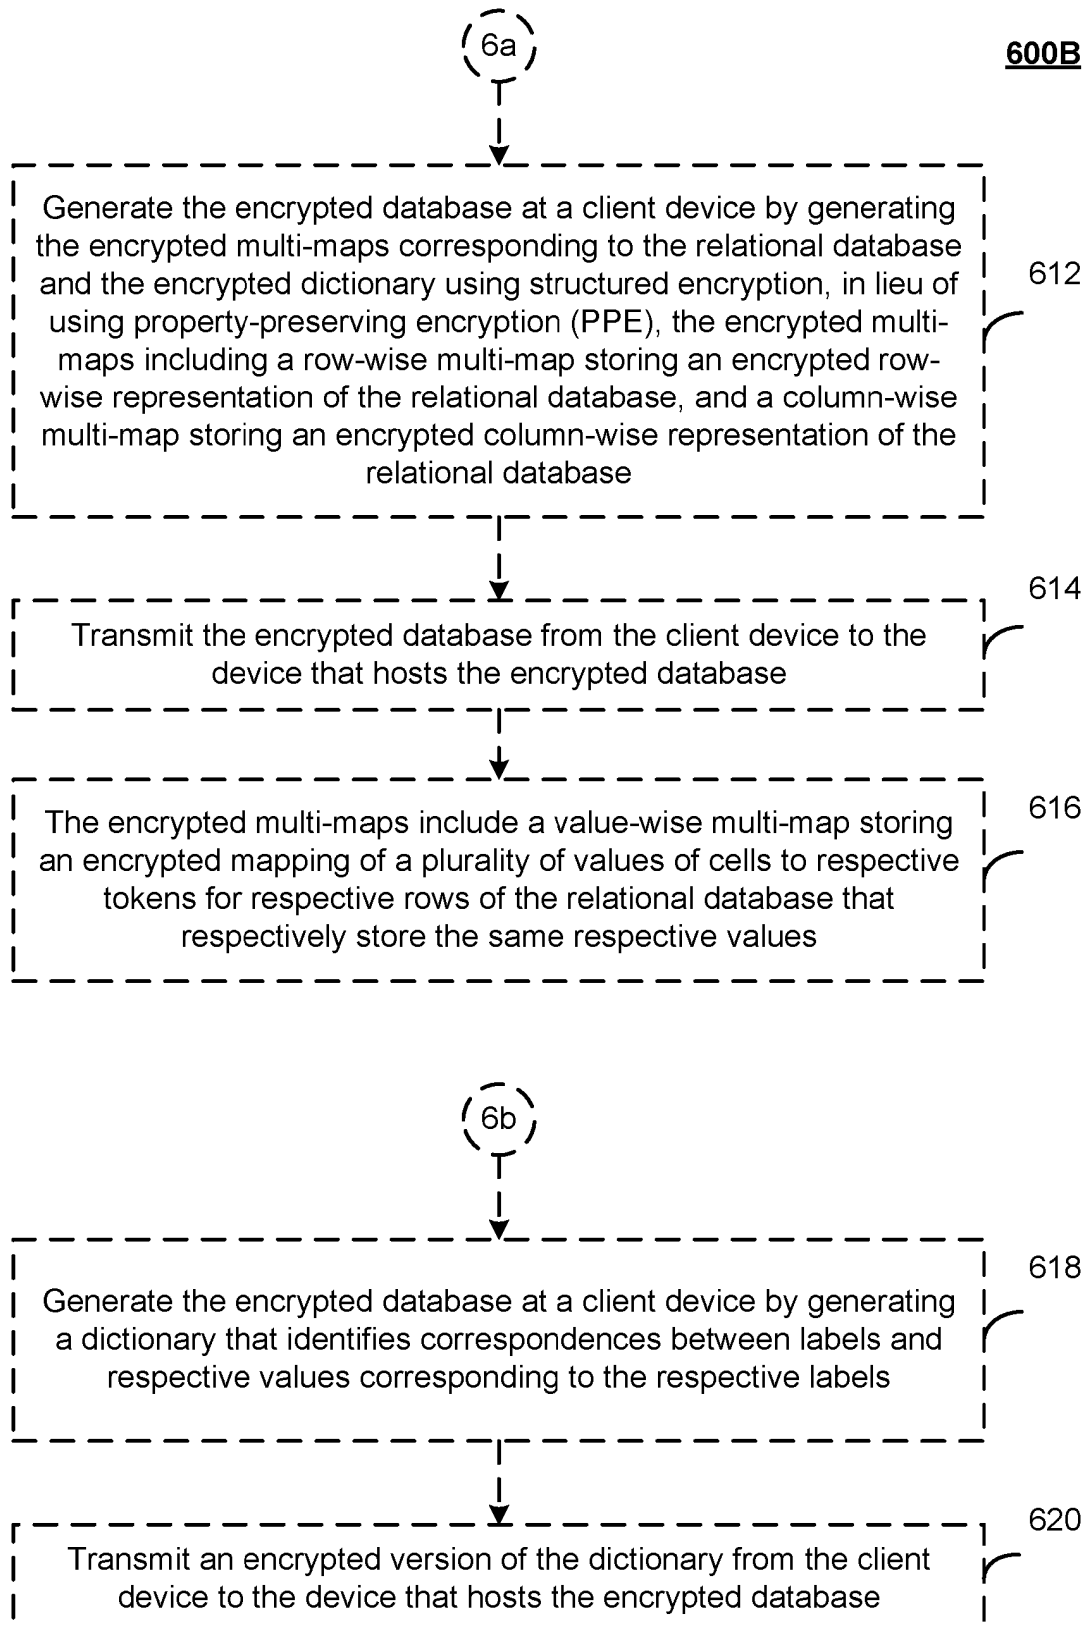 6a
600B
Generate the encrypted database at a client device by generating
the encrypted multi-maps corresponding to the relational database
and the encrypted dictionary using structured encryption, in lieu of
using property-preserving encryption (PPE), the encrypted multi-
maps including a row-wise multi-map storing an encrypted row-
wise representation of the relational database, and a column-wise
multi-map storing an encrypted column-wise representation of the
relational database
612
Transmit the encrypted database from the client device to the
device that hosts the encrypted database
614
The encrypted multi-maps include a value-wise multi-map storing
an encrypted mapping of a plurality of values of cells to respective
tokens for respective rows of the relational database that
respectively store the same respective values
616
6b
Generate the encrypted database at a client device by generating
a dictionary that identifies correspondences between labels and
respective values corresponding to the respective labels
618
Transmit an encrypted version of the dictionary from the client
device to the device that hosts the encrypted database
620